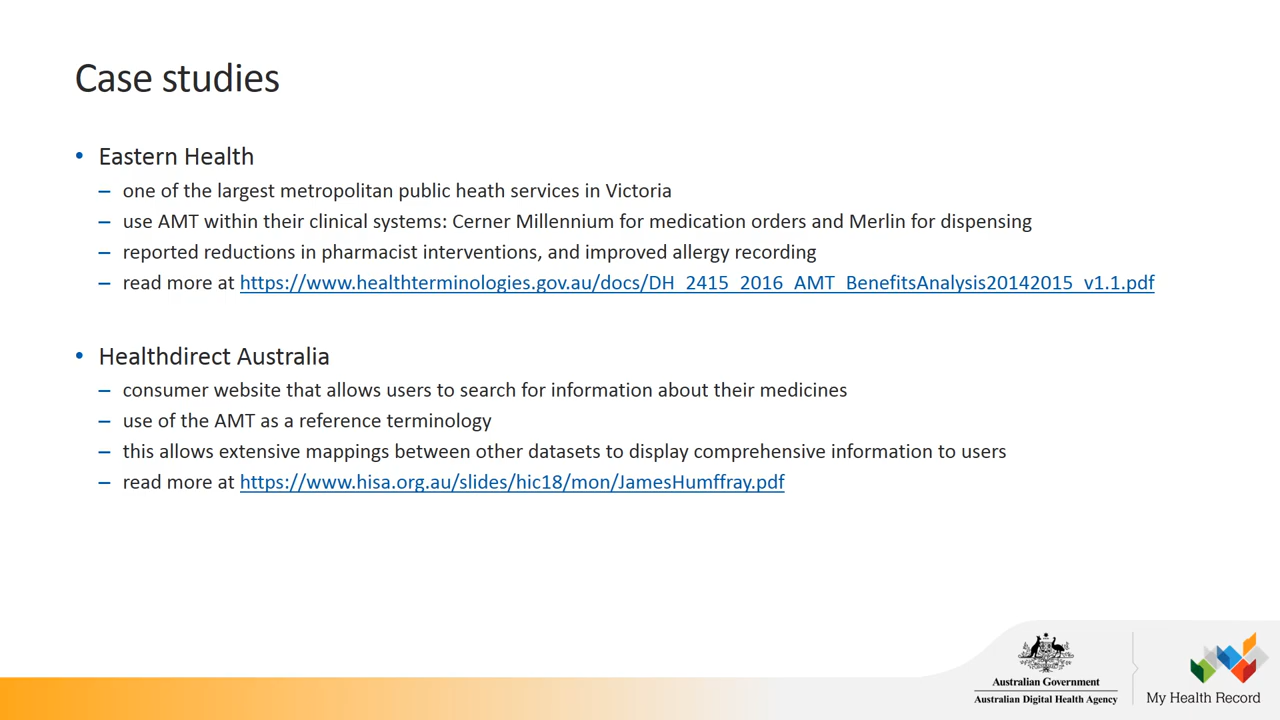 Case studies
• Eastern Health
– one of the largest metropolitan public heath services in Victoria
– use AMT within their clinical systems: Cerner Millennium for medication orders and Merlin for dispensing
– reported reductions in pharmacist interventions, and improved allergy recording
– read more at https://www.healthterminologies.gov.au/docs/DH_2415_2016_AMT_BenefitsAnalysis20142015_v1.1.pdf
• Healthdirect Australia
– consumer website that allows users to search for information about their medicines
– use of the AMT as a reference terminology
– this allows extensive mappings between other datasets to display comprehensive information to users
– read more at https://www.hisa.org.au/slides/hic18/mon/JamesHumffray.pdf
Australian Government
Australian Digital Health Agency
My Health Record